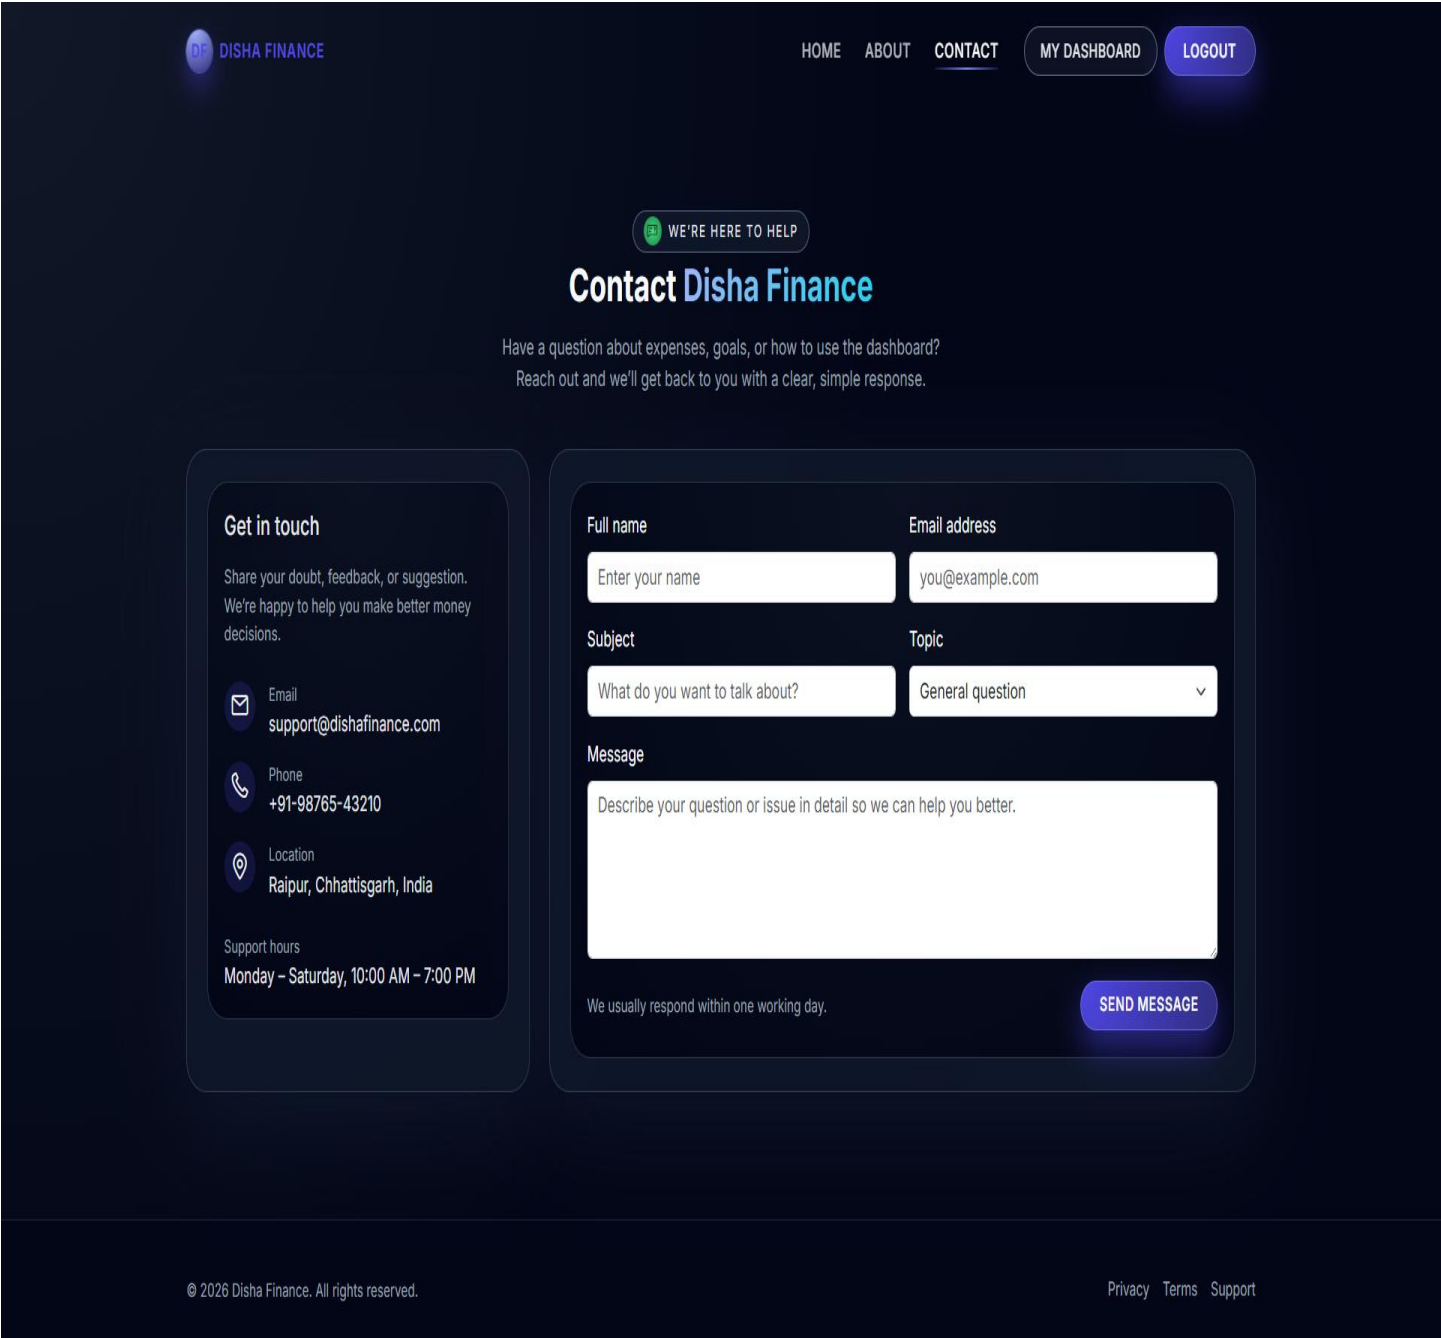 DF DISHA FINANCE
HOME ABOUT CONTACT MY DASHBOARD LOGOUT
WE'RE HERE TO HELP
Contact Disha Finance
Have a question about expenses, goals, or how to use the dashboard?
Reach out and we'll get back to you with a clear, simple response.
Get in touch
Share your doubt, feedback, or suggestion.
We're happy to help you make better money
decisions.
Email
support@dishafinance.com
Phone
+91-98765-43210
Location
Raipur, Chhattisgarh, India
Support hours
Monday – Saturday, 10:00 AM – 7:00 PM
Full name
Enter your name
Email address
you@example.com
Subject
What do you want to talk about?
Topic
General question
Message
Describe your question or issue in detail so we can help you better.
We usually respond within one working day.
SEND MESSAGE
© 2026 Disha Finance. All rights reserved.
Privacy Terms Support